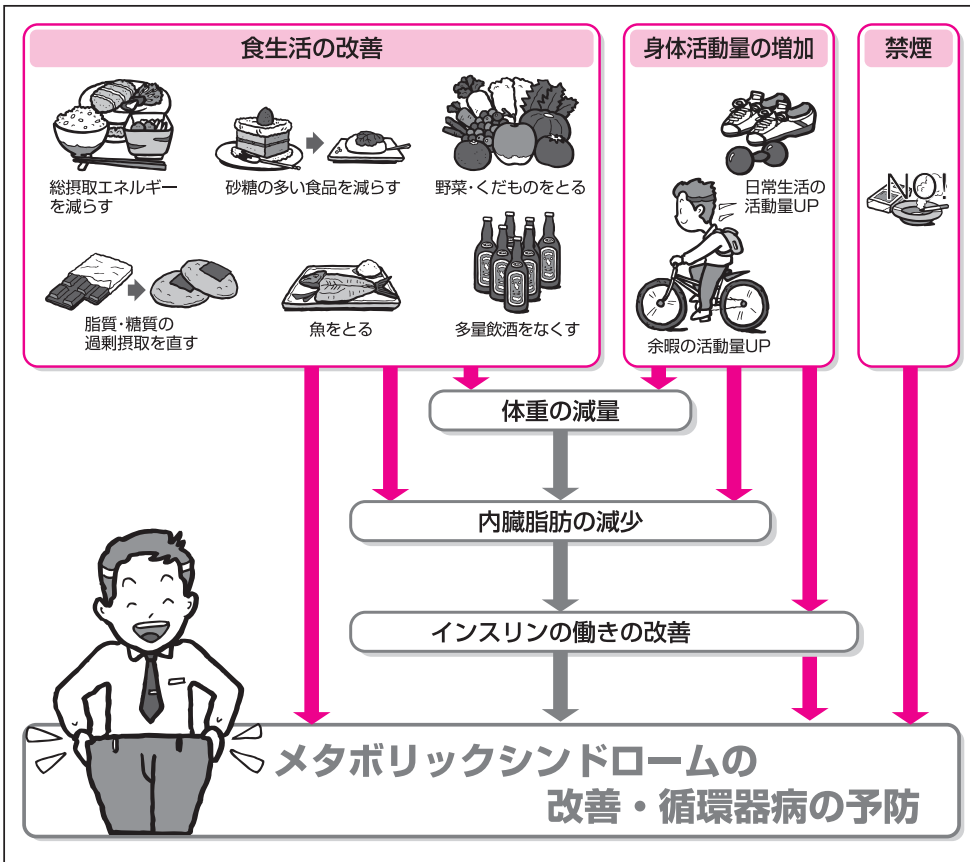 食生活の改善
身体活動量の増加
禁煙
総摂取エネルギー
を減らす
砂糖の多い食品を減らす
野菜・くだものをとる
日常生活の
活動量UP
NO!
脂質・糖質の
過剰摂取を直す
魚をとる
多量飲酒をなくす
余暇の活動量UP
体重の減量
内臓脂肪の減少
インスリンの働きの改善
メタボリックシンドロームの
改善・循環器病の予防